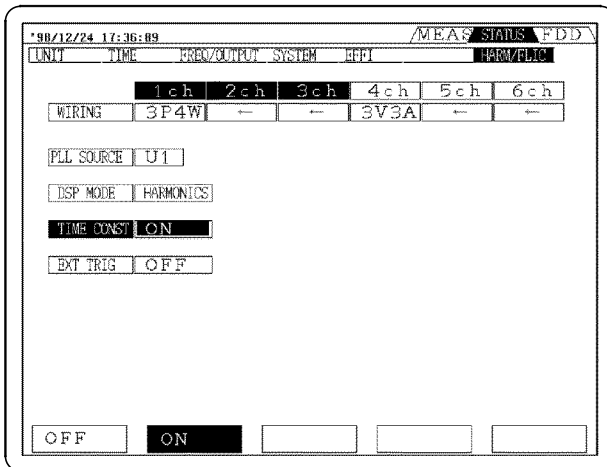 '98/12/24 17:36:09 MEAS STATUS FDD
UNIT TIME FREQ/OUTPUT SYSTEM EFFI HARM/FLIC
1ch 2ch 3ch 4ch 5ch 6ch
WIRING 3P4W ← ← 3V3A ← ←
PLL SOURCE U1
DSP MODE HARMONICS
TIME CONST ON
EXT TRIG OFF
OFF ON